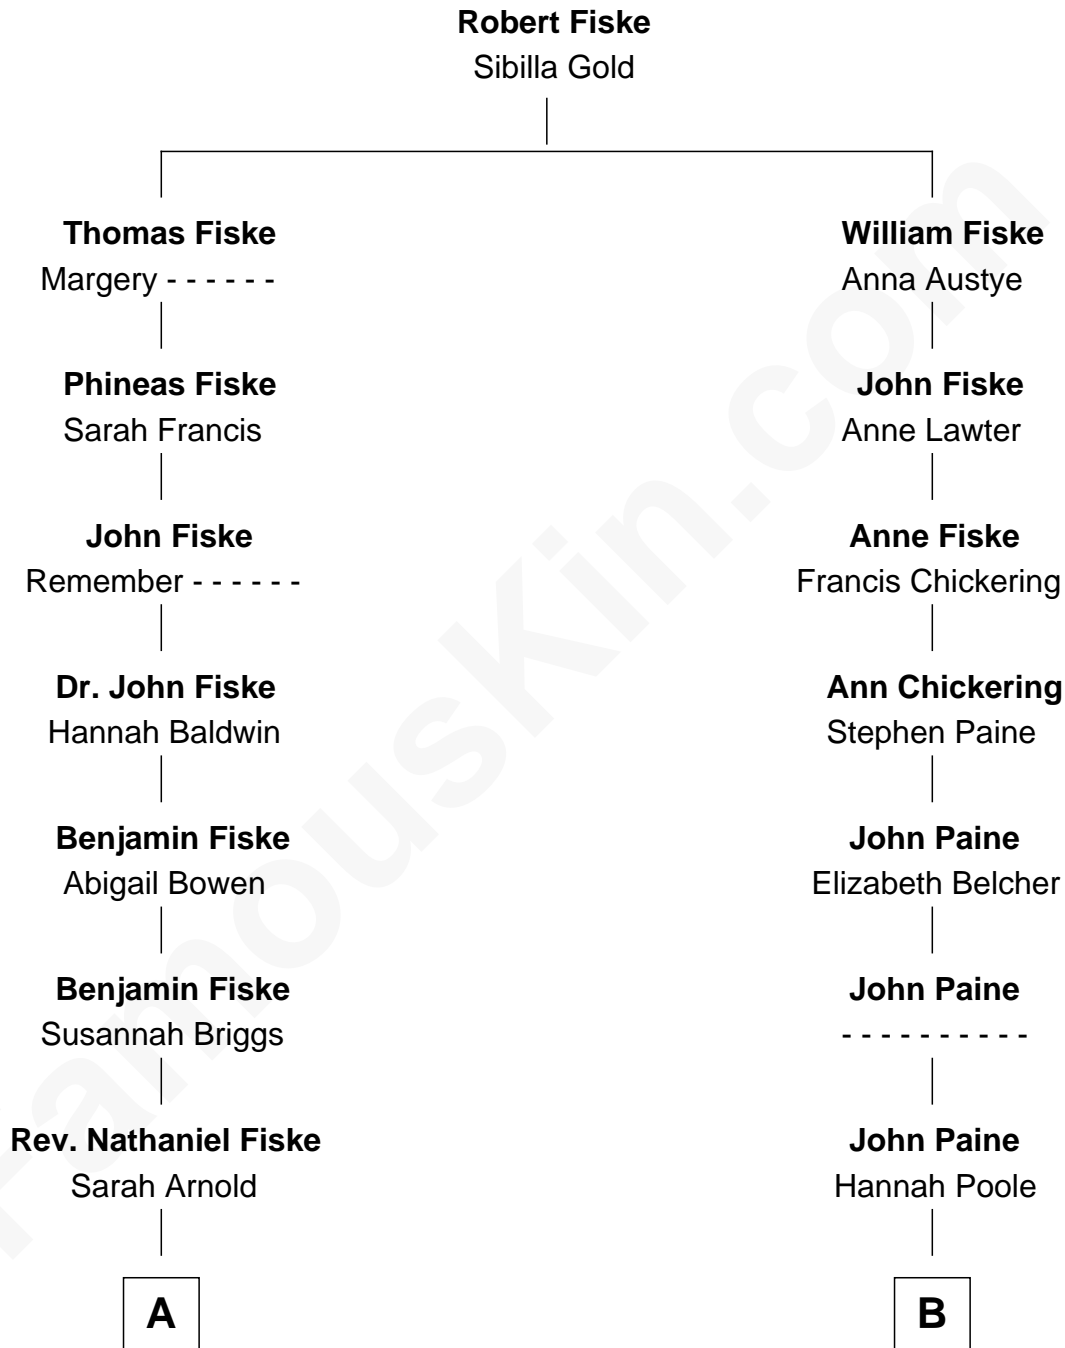 Robert Fiske
Sibilla Gold
Thomas Fiske
Margery - - - - - -
William Fiske
Anna Austye
Phineas Fiske
Sarah Francis
John Fiske
Anne Lawter
John Fiske
Remember - - - - - -
Anne Fiske
Francis Chickering
Dr. John Fiske
Hannah Baldwin
Ann Chickering
Stephen Paine
Benjamin Fiske
Abigail Bowen
John Paine
Elizabeth Belcher
Benjamin Fiske
Susannah Briggs
John Paine
- - - - - - - - - -
Rev. Nathaniel Fiske
Sarah Arnold
John Paine
Hannah Poole
A
B
FamousKin.com